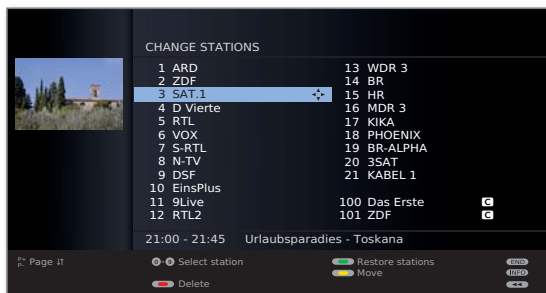 CHANGE STATIONS
1 ARD
2 ZDF
3 SAT.1
4 D Vierte
5 RTL
6 VOX
7 S-RTL
8 N-TV
9 DSF
10 EinsPlus
11 9Live
12 RTL2
13 WDR 3
14 BR
15 HR
16 MDR 3
17 KIKA
18 PHOENIX
19 BR-ALPHA
20 3SAT
21 KABEL 1
100 Das Erste C
101 ZDF C
21:00 - 21:45 Urlaubsparadies - Toskana
P+ P- Page
Select station
Delete
Restore stations
Move
END
INFO